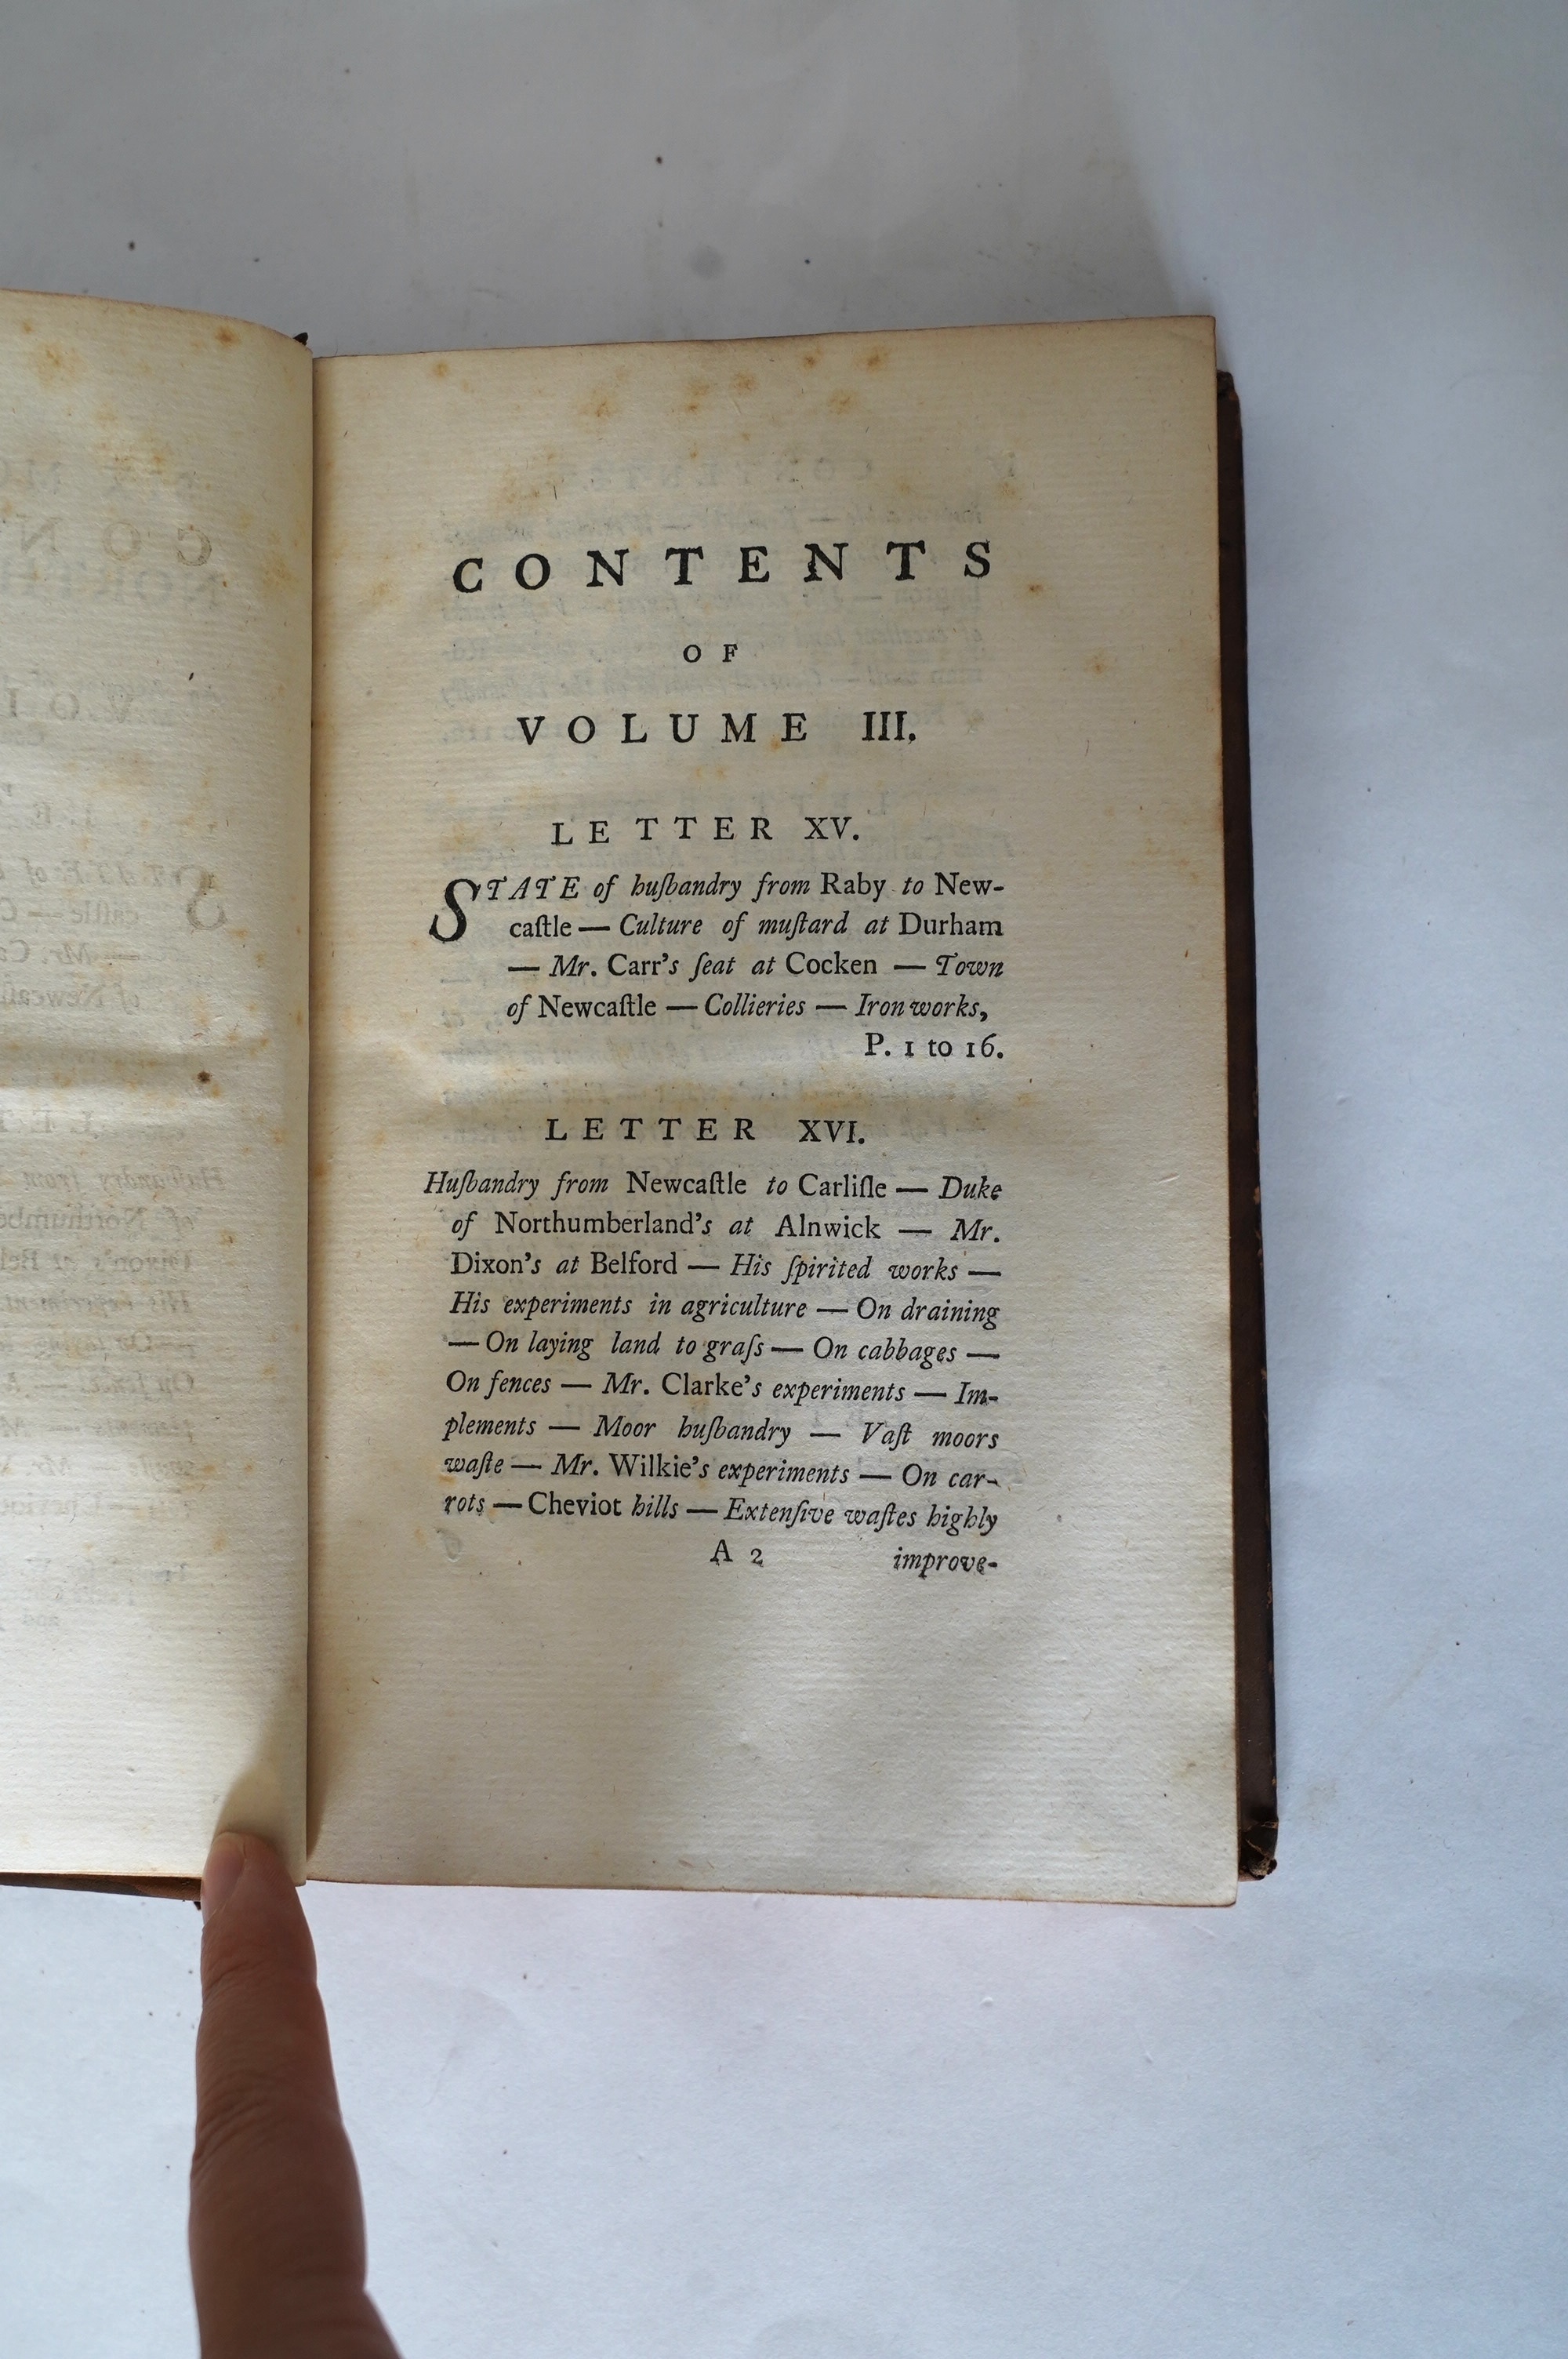 CONTENTS
OF
VOLUME III.
LETTER XV.
STATE of huſbandry from Raby to New-
caſtle — Culture of muſtard at Durham
— Mr. Carr's ſeat at Cocken — Town
of Newcaſtle — Collieries — Iron works,
P. 1 to 16.
LETTER XVI.
Huſbandry from Newcaſtle to Carliſle — Duke
of Northumberland's at Alnwick — Mr.
Dixon's at Belford — His ſpirited works —
His experiments in agriculture — On draining
— On laying land to graſs — On cabbages —
On fences — Mr. Clarke's experiments — Im-
plements — Moor huſbandry — Vaſt moors
waſte — Mr. Wilkie's experiments — On car-
rots — Cheviot hills — Extenſive waſtes highly
A 2 improve-